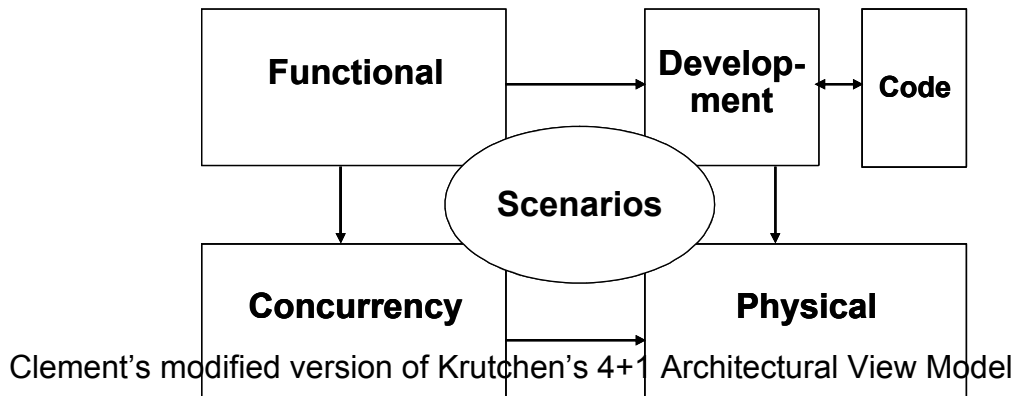 Functional
Develop-
ment
Code
Scenarios
Concurrency
Physical
Clement’s modified version of Krutchen’s 4+1 Architectural View Model